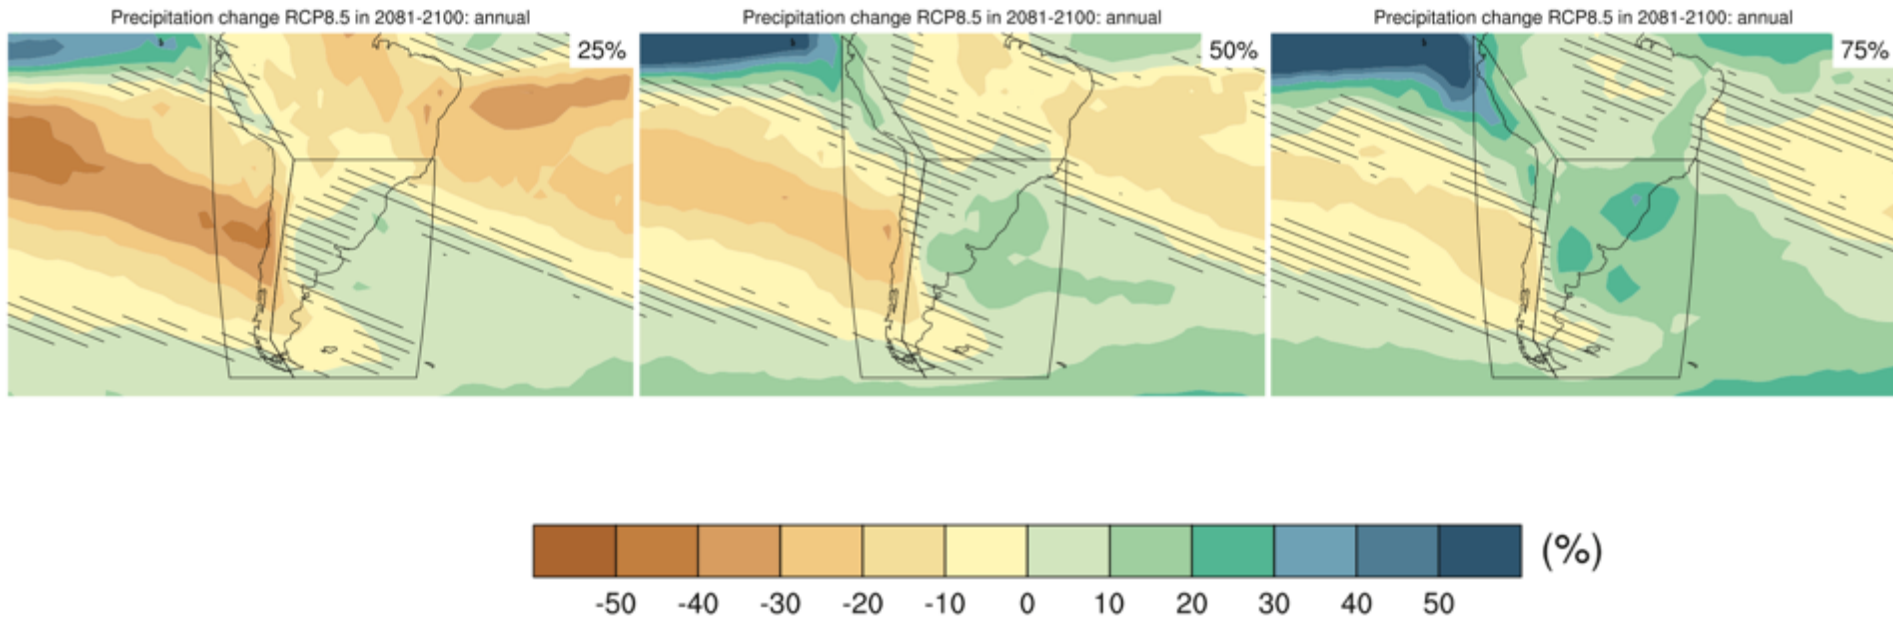 Precipitation change RCP8.5 in 2081-2100: annual
25%
Precipitation change RCP8.5 in 2081-2100: annual
50%
Precipitation change RCP8.5 in 2081-2100: annual
75%
(%)
-50 -40 -30 -20 -10 0 10 20 30 40 50